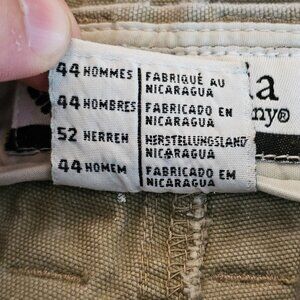 44 HOMMES
FABRIQUÉ AU
NICARAGUA
44 HOMBRES
FABRICADO EN
NICARAGUA
52 HERREN
HERSTELLUNGSLAND
NICARAGUA
44 HOMEM
FABRICADO EM
NICARAGUA